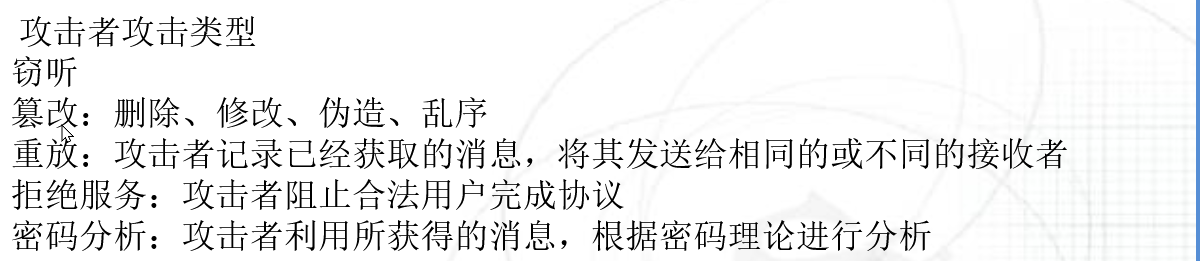 攻击者攻击类型
窃听
篡改：删除、修改、伪造、乱序
重放：攻击者记录已经获取的消息，将其发送给相同的或不同的接收者
拒绝服务：攻击者阻止合法用户完成协议
密码分析：攻击者利用所获得的消息，根据密码理论进行分析